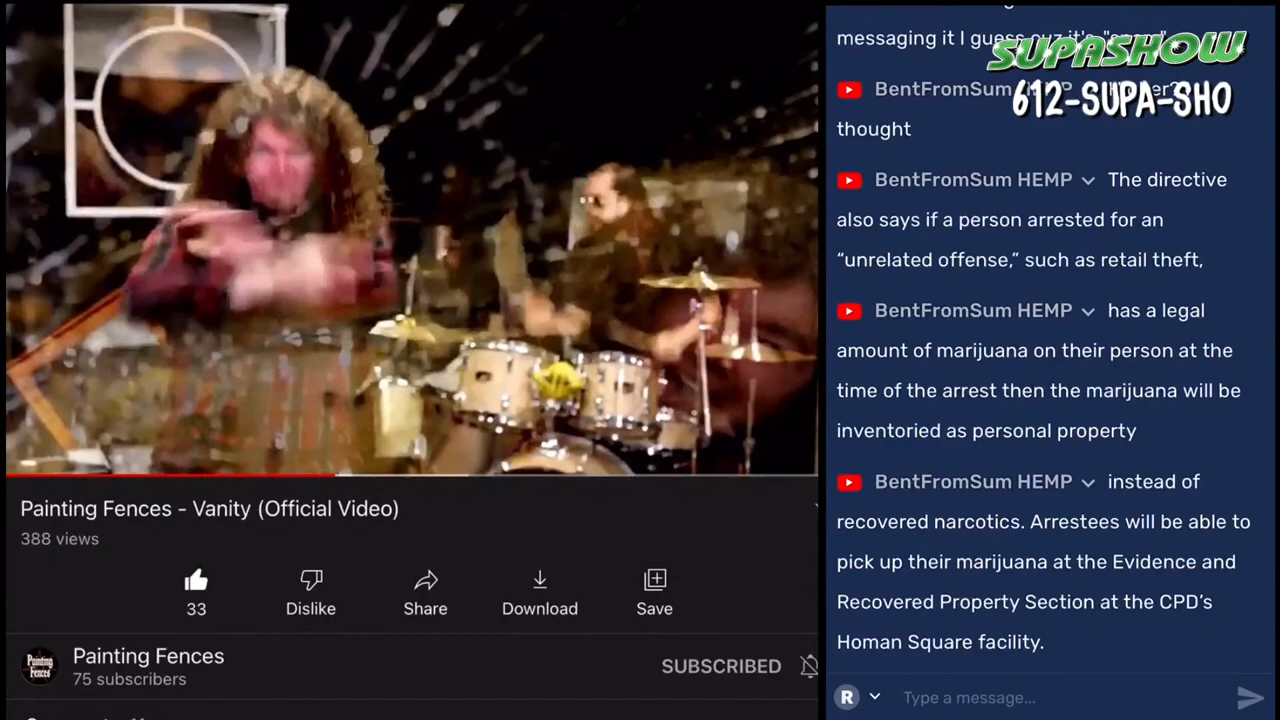 Painting Fences - Vanity (Official Video)
388 views
33
Dislike
Share
Download
Save
Painting Fences
Painting Fences
75 subscribers
SUBSCRIBED
SUPASHOW
612-SUPA-SHO
messaging it I guess cuz it's
BentFromSum HEMP
thought
BentFromSum HEMP The directive
also says if a person arrested for an
“unrelated offense,” such as retail theft,
BentFromSum HEMP has a legal
amount of marijuana on their person at the
time of the arrest then the marijuana will be
inventoried as personal property
BentFromSum HEMP instead of
recovered narcotics. Arrestees will be able to
pick up their marijuana at the Evidence and
Recovered Property Section at the CPD’s
Homan Square facility.
R
Type a message...